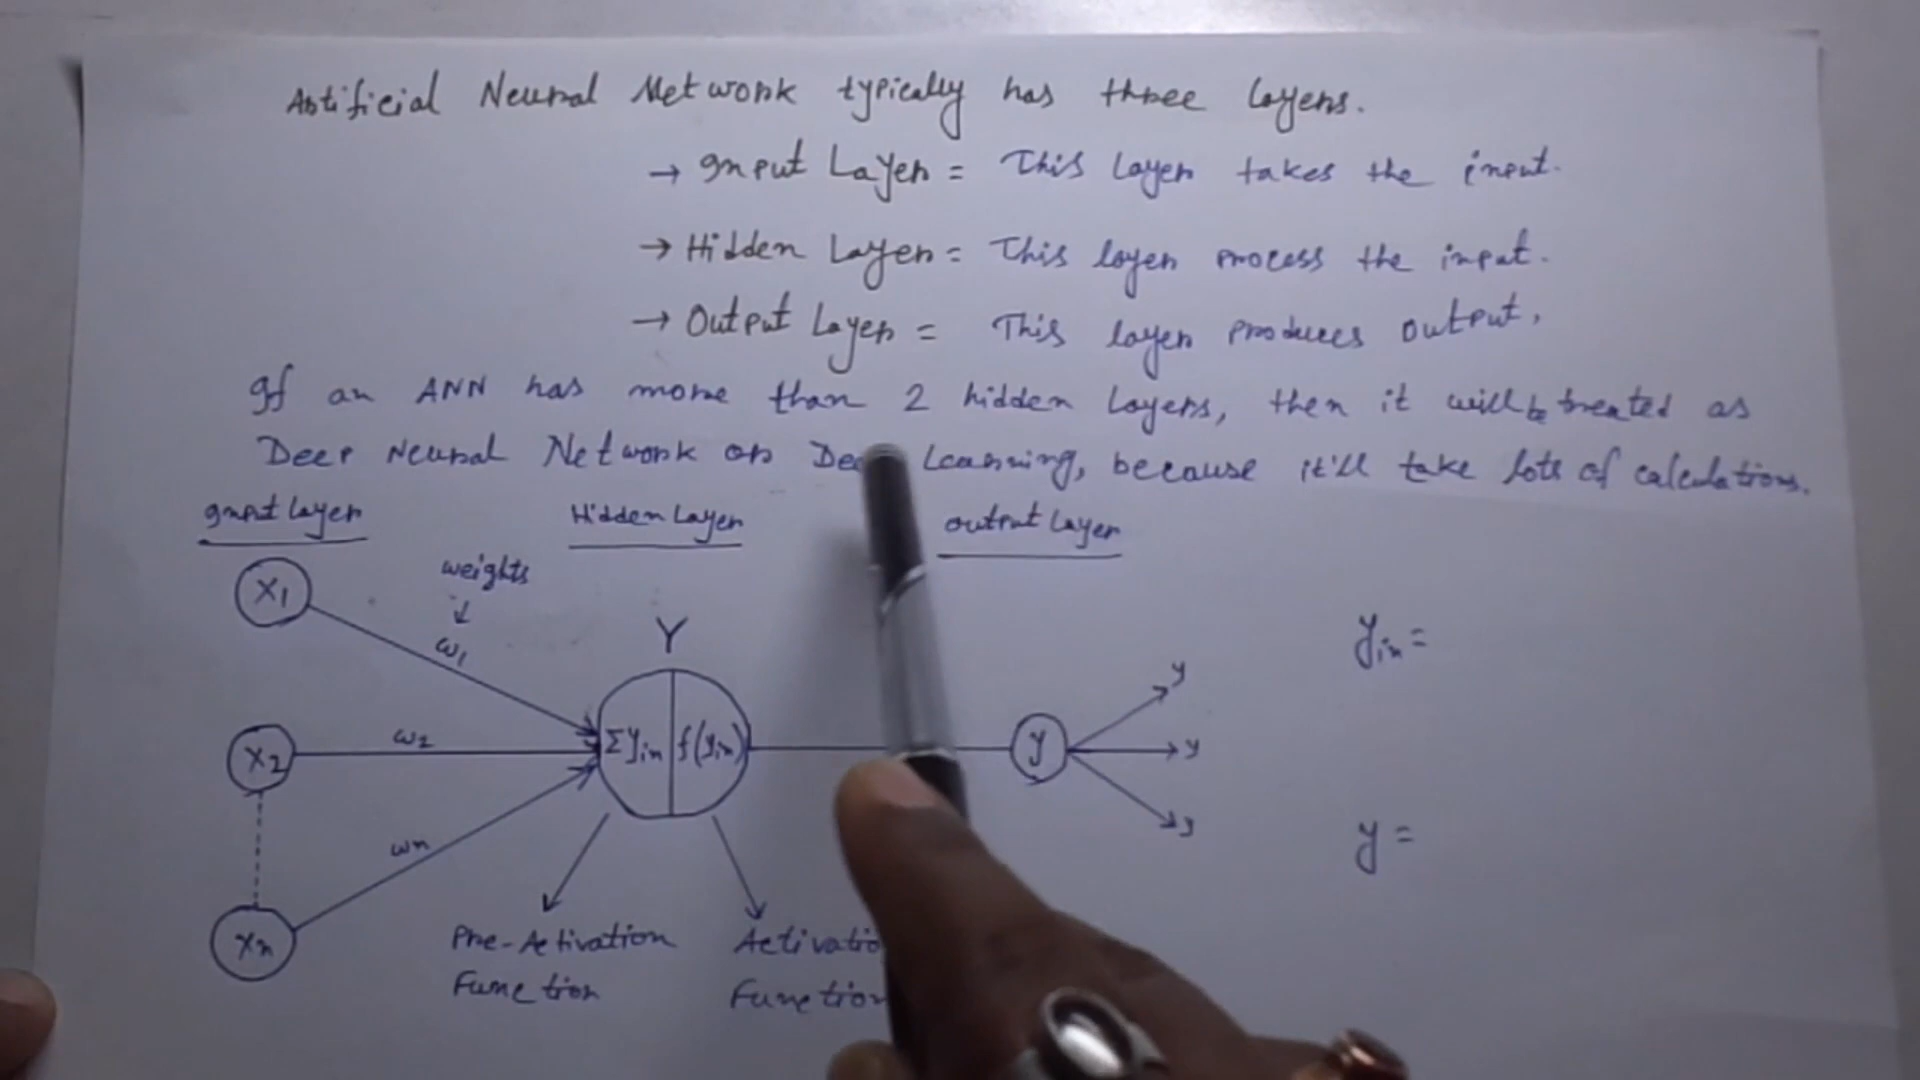 Artificial Neural Network typically has three layers.
→ Input Layer = This layer takes the input.
→ Hidden Layer = This layer process the input.
→ Output Layer = This layer produces output.
If an ANN has more than 2 hidden layers, then it will be treated as
Deep Neural Network or Dee Learning, because it'll take lots of calculations.
Input Layer Hidden Layer output Layer
weights
X1 w1 Y
yin =
X2 w2 Σyin f(yin) y y
y
y
y =
wn
Xn
Pre-Activation Activatio
Function Function